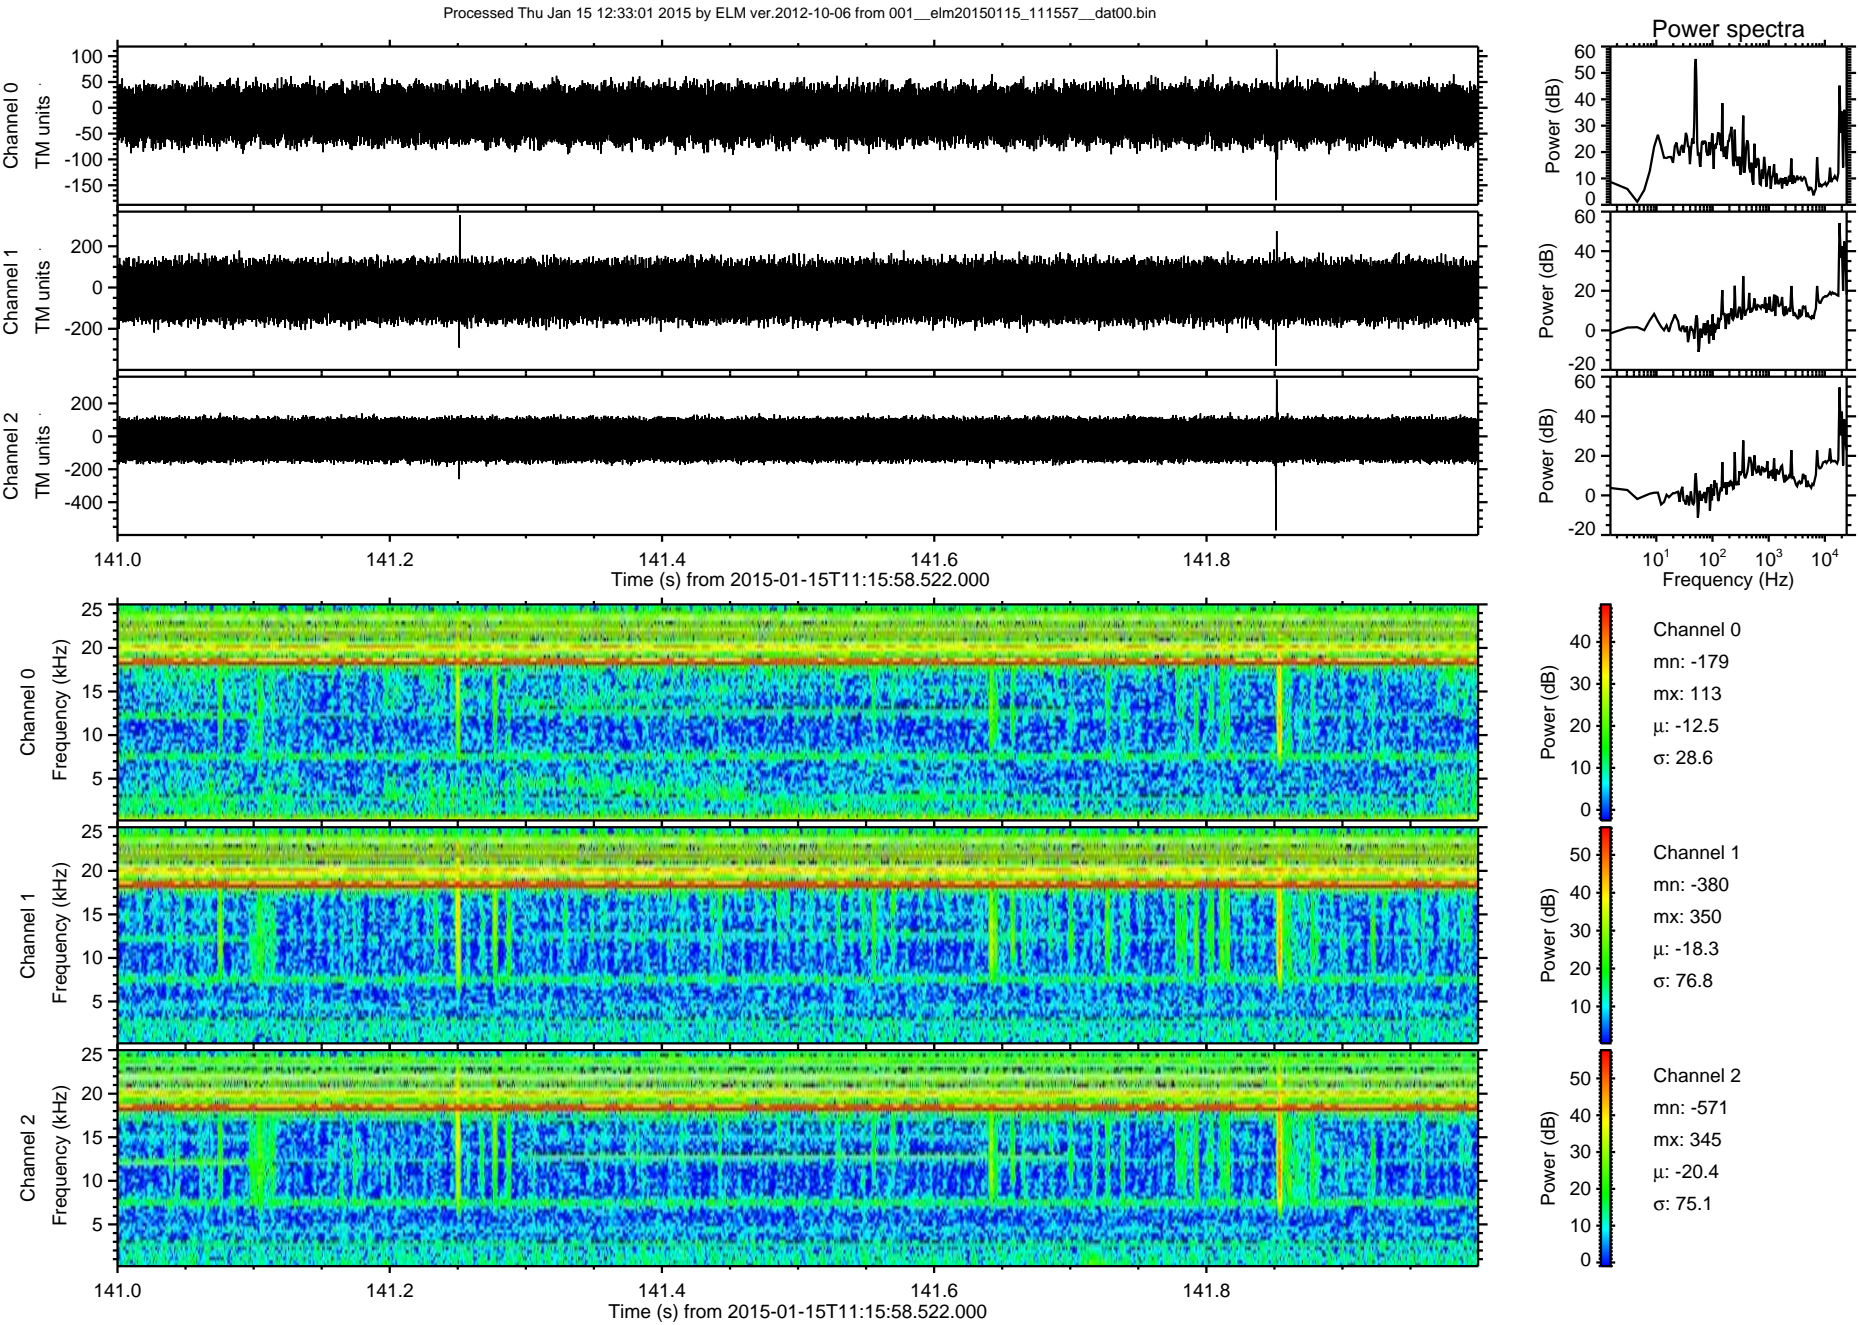 Processed Thu Jan 15 12:33:01 2015 by ELM ver.2012-10-06 from 001__elm20150115_111557__dat00.bin
Power spectra
Channel 0
TM units
100
50
0
-50
-100
-150
Power (dB)
60
50
40
30
20
10
0
Channel 1
TM units
200
0
-200
Power (dB)
60
40
20
0
-20
Channel 2
TM units
200
0
-200
-400
Power (dB)
60
40
20
0
-20
141.0 141.2 141.4 141.6 141.8
Time (s) from 2015-01-15T11:15:58.522.000
10^1 10^2 10^3 10^4
Frequency (Hz)
Channel 0
Frequency (kHz)
25
20
15
10
5
Power (dB)
40
30
20
10
0
Channel 0
mn: -179
mx: 113
μ: -12.5
σ: 28.6
Channel 1
Frequency (kHz)
25
20
15
10
5
Power (dB)
50
40
30
20
10
Channel 1
mn: -380
mx: 350
μ: -18.3
σ: 76.8
Channel 2
Frequency (kHz)
25
20
15
10
5
Power (dB)
50
40
30
20
10
0
Channel 2
mn: -571
mx: 345
μ: -20.4
σ: 75.1
141.0 141.2 141.4 141.6 141.8
Time (s) from 2015-01-15T11:15:58.522.000